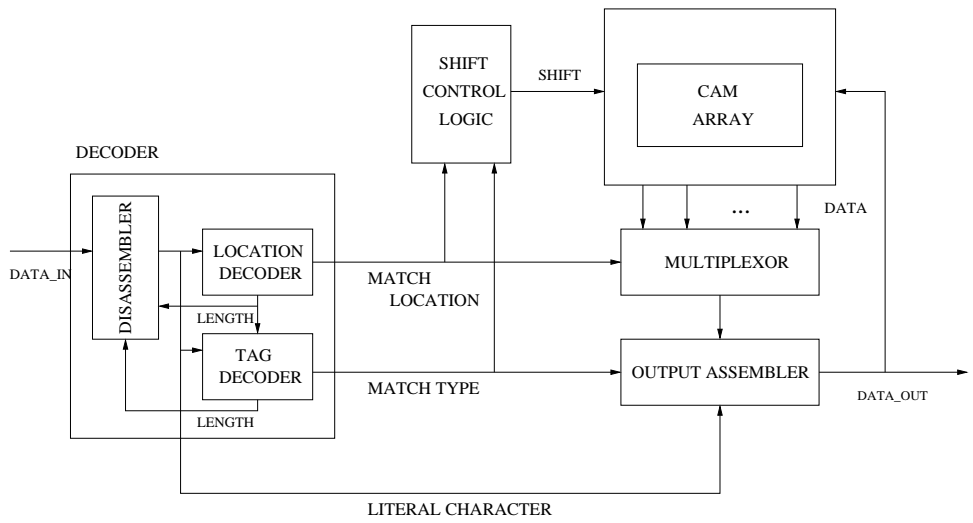 SHIFT
CONTROL
LOGIC
SHIFT
CAM
ARRAY
DECODER
DISASSEMBLER
DATA_IN
LOCATION
DECODER
LENGTH
TAG
DECODER
LENGTH
MATCH
LOCATION
MATCH TYPE
...
DATA
MULTIPLEXOR
OUTPUT ASSEMBLER
DATA_OUT
LITERAL CHARACTER